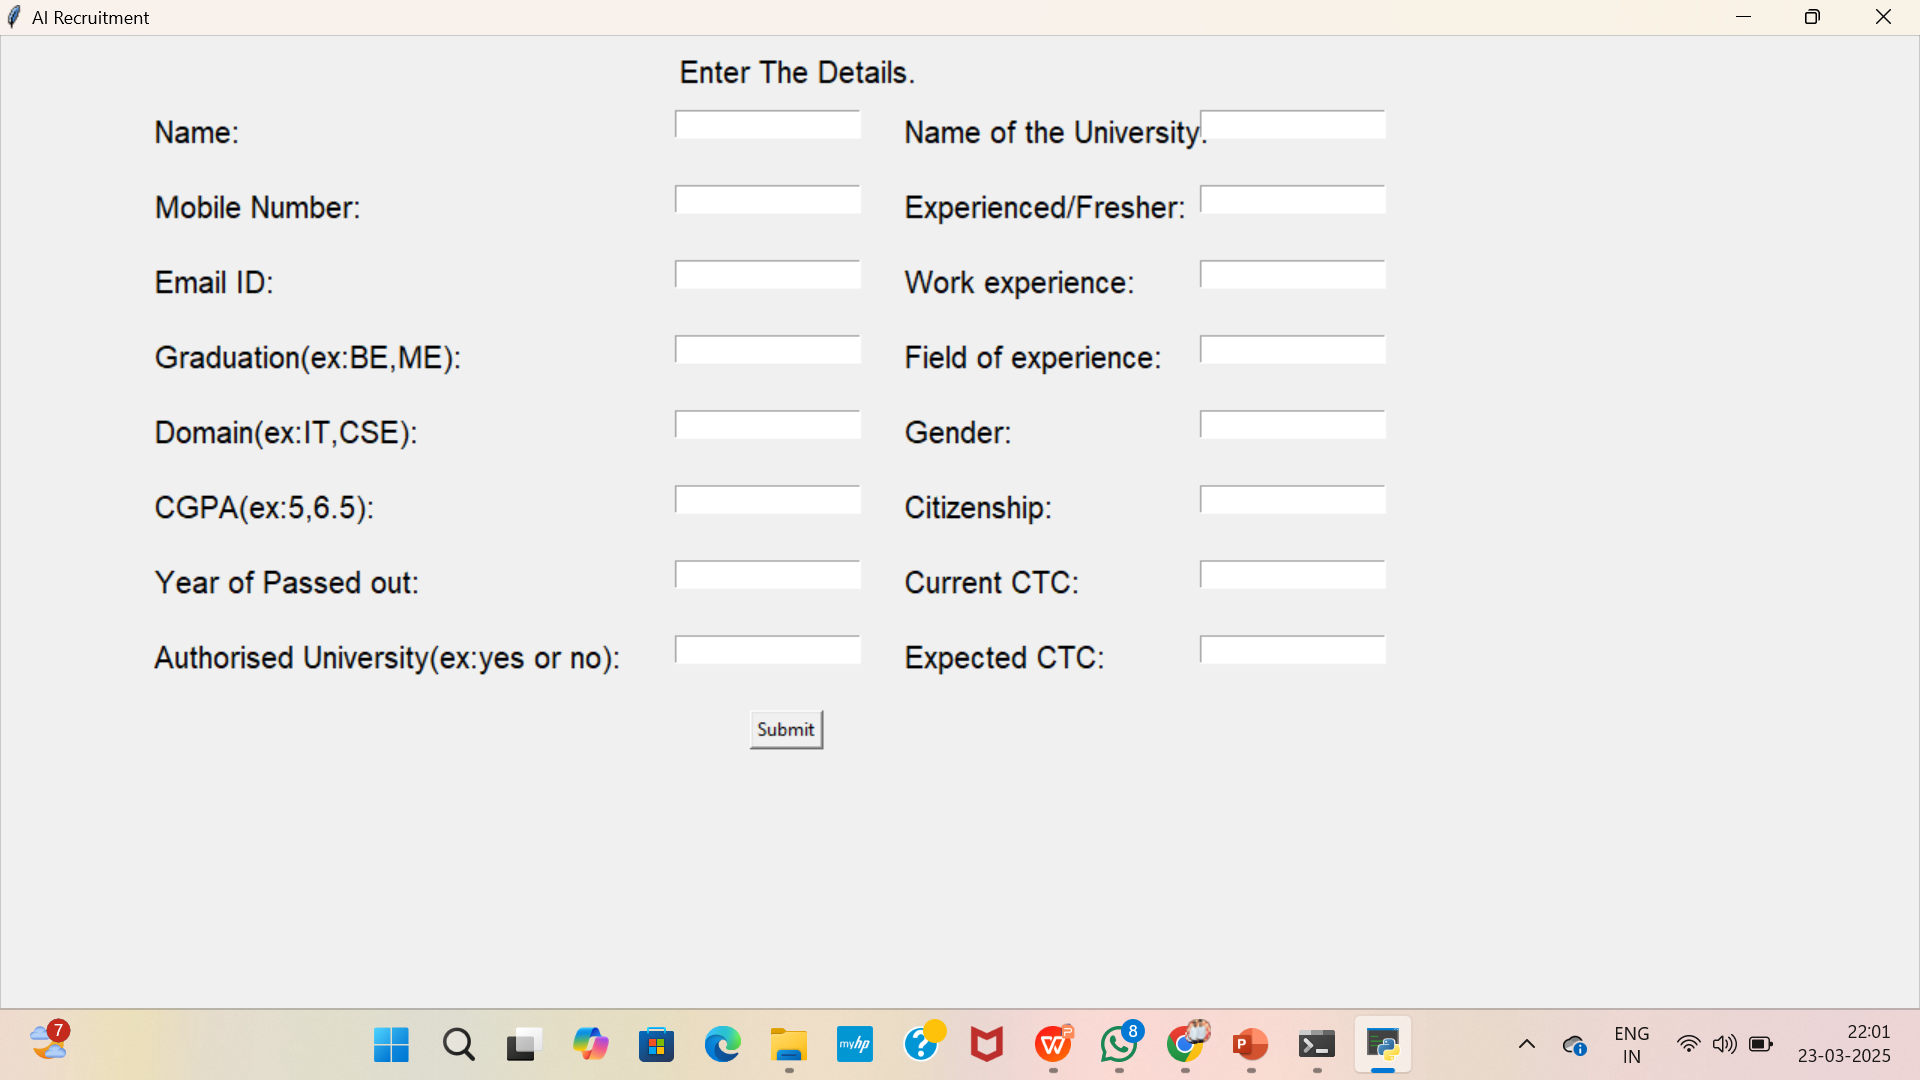 AI Recruitment
Enter The Details.
Name:
Name of the University.
Mobile Number:
Experienced/Fresher:
Email ID:
Work experience:
Graduation(ex:BE,ME):
Field of experience:
Domain(ex:IT,CSE):
Gender:
CGPA(ex:5,6.5):
Citizenship:
Year of Passed out:
Current CTC:
Authorised University(ex:yes or no):
Expected CTC:
Submit
7
myhp
8
ENG
IN
22:01
23-03-2025